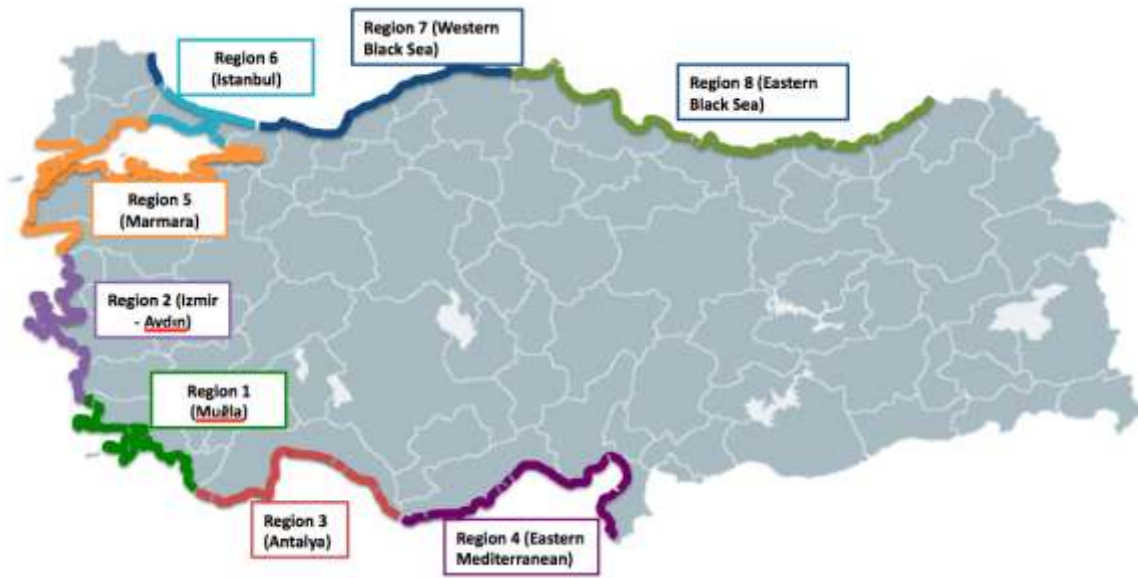 Region 7 (Western
Black Sea)
Region 6
(Istanbul)
Region 8 (Eastern
Black Sea)
Region 5
(Marmara)
Region 2 (Izmir
- Aydın)
Region 1
(Muğla)
Region 3
(Antalya)
Region 4 (Eastern
Mediterranean)